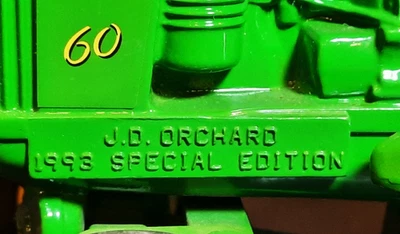 60
J.D. ORCHARD
1993 SPECIAL EDITION